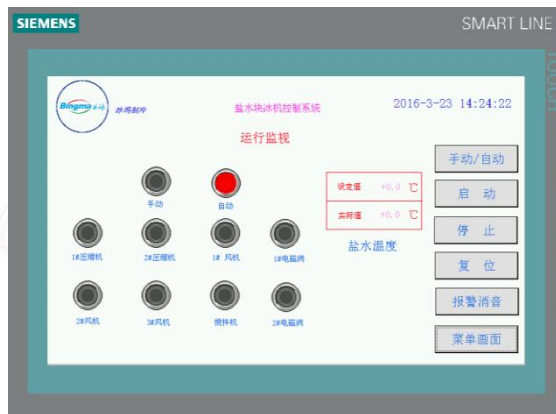 SIEMENS
SMART LINE
TOUCH
Bingma 冰玛 冰玛制冷
盐水块冰机控制系统
2016-3-23 14:24:22
运行监视
手动/自动
手动
自动
设定值 +0.0 ℃
启 动
实际值 +0.0 ℃
停 止
1#压缩机
2#压缩机
1# 风机
1#电磁阀
盐水温度
复 位
报警消音
2#风机
3#风机
搅拌机
2#电磁阀
菜单画面